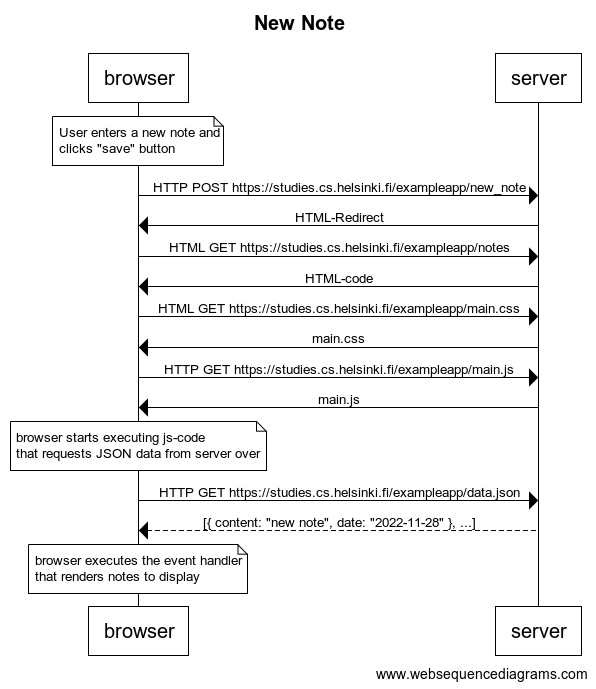 New Note
browser
server
User enters a new note and
clicks "save" button
HTTP POST https://studies.cs.helsinki.fi/exampleapp/new_note
HTML-Redirect
HTML GET https://studies.cs.helsinki.fi/exampleapp/notes
HTML-code
HTML GET https://studies.cs.helsinki.fi/exampleapp/main.css
main.css
HTTP GET https://studies.cs.helsinki.fi/exampleapp/main.js
main.js
browser starts executing js-code
that requests JSON data from server over
HTTP GET https://studies.cs.helsinki.fi/exampleapp/data.json
[{ content: "new note", date: "2022-11-28" }, ...]
browser executes the event handler
that renders notes to display
browser
server
www.websequencediagrams.com